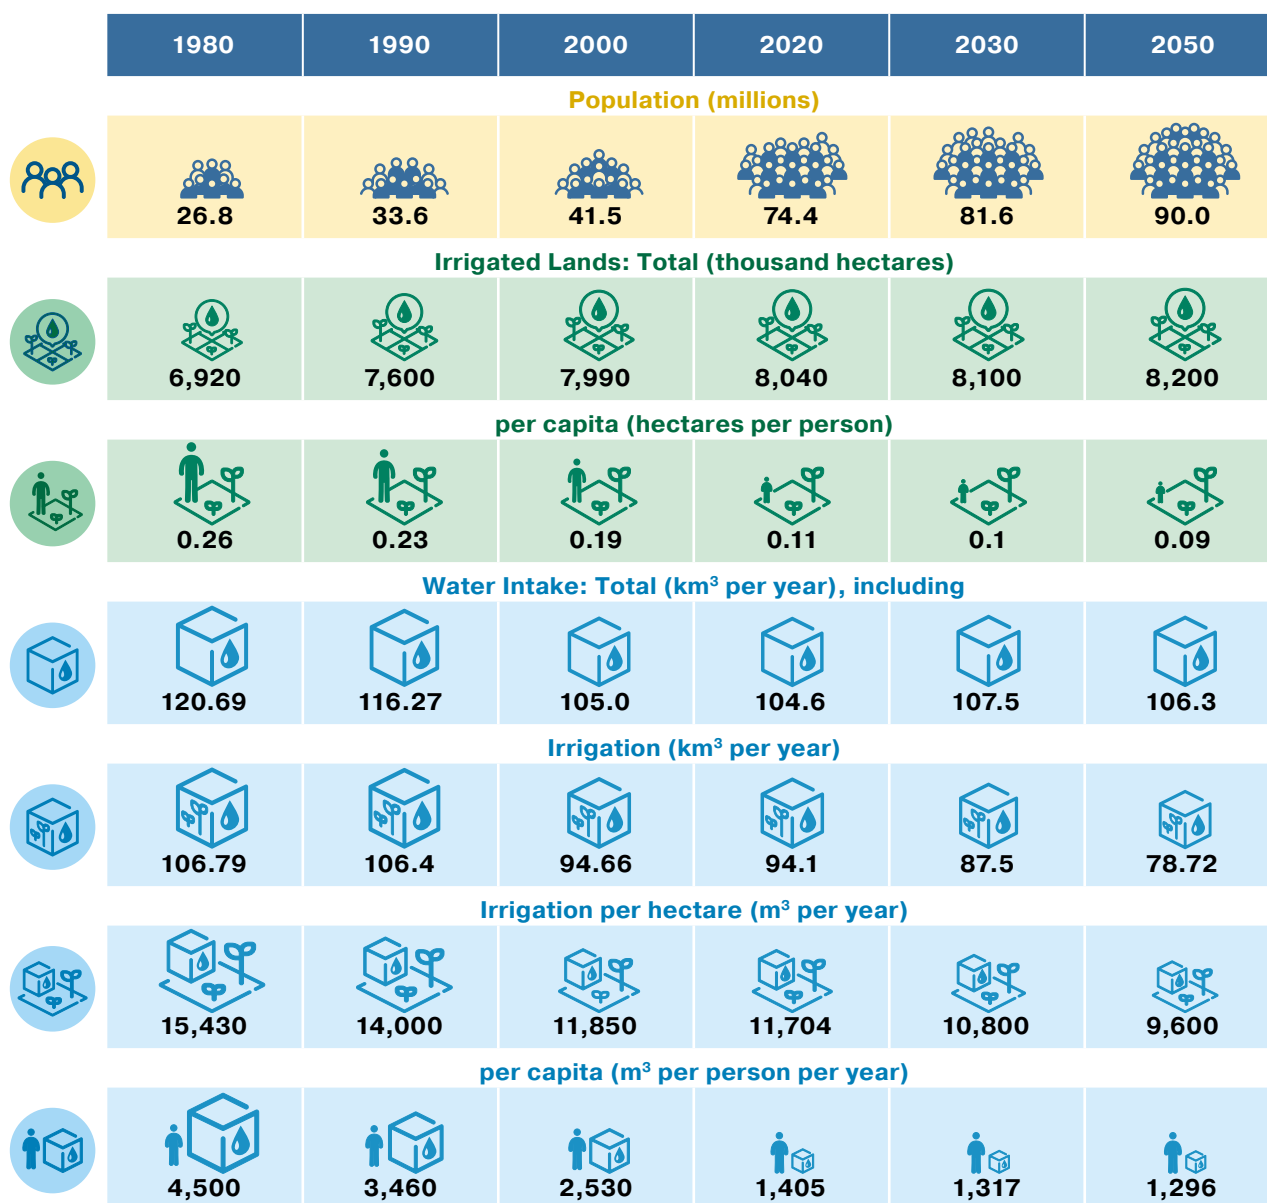 1980 1990 2000 2020 2030 2050
Population (millions)
26.8 33.6 41.5 74.4 81.6 90.0
Irrigated Lands: Total (thousand hectares)
6,920 7,600 7,990 8,040 8,100 8,200
per capita (hectares per person)
0.26 0.23 0.19 0.11 0.1 0.09
Water Intake: Total (km³ per year), including
120.69 116.27 105.0 104.6 107.5 106.3
Irrigation (km³ per year)
106.79 106.4 94.66 94.1 87.5 78.72
Irrigation per hectare (m³ per year)
15,430 14,000 11,850 11,704 10,800 9,600
per capita (m³ per person per year)
4,500 3,460 2,530 1,405 1,317 1,296